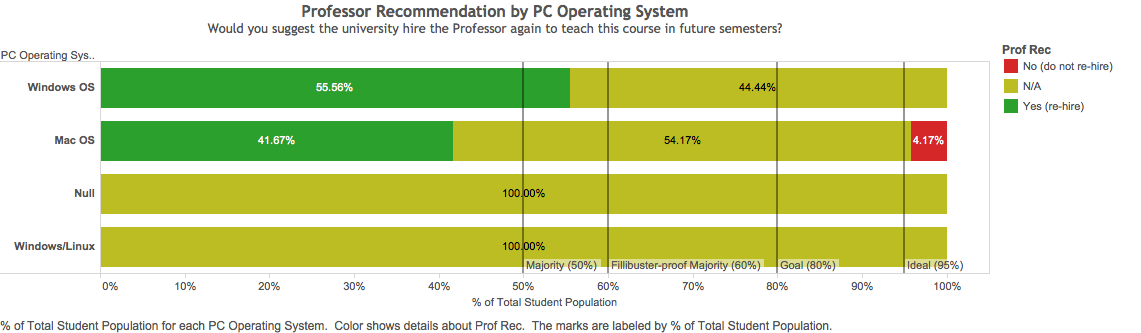 Professor Recommendation by PC Operating System
Would you suggest the university hire the Professor again to teach this course in future semesters?
PC Operating Sys..
Prof Rec
No (do not re-hire)
N/A
Yes (re-hire)
Windows OS
55.56%
44.44%
Mac OS
41.67%
54.17%
4.17%
Null
100.00%
Windows/Linux
100.00%
Majority (50%)
Fillibuster-proof Majority (60%)
Goal (80%)
Ideal (95%)
0%
10%
20%
30%
40%
50%
60%
70%
80%
90%
100%
% of Total Student Population
% of Total Student Population for each PC Operating System.  Color shows details about Prof Rec.  The marks are labeled by % of Total Student Population.